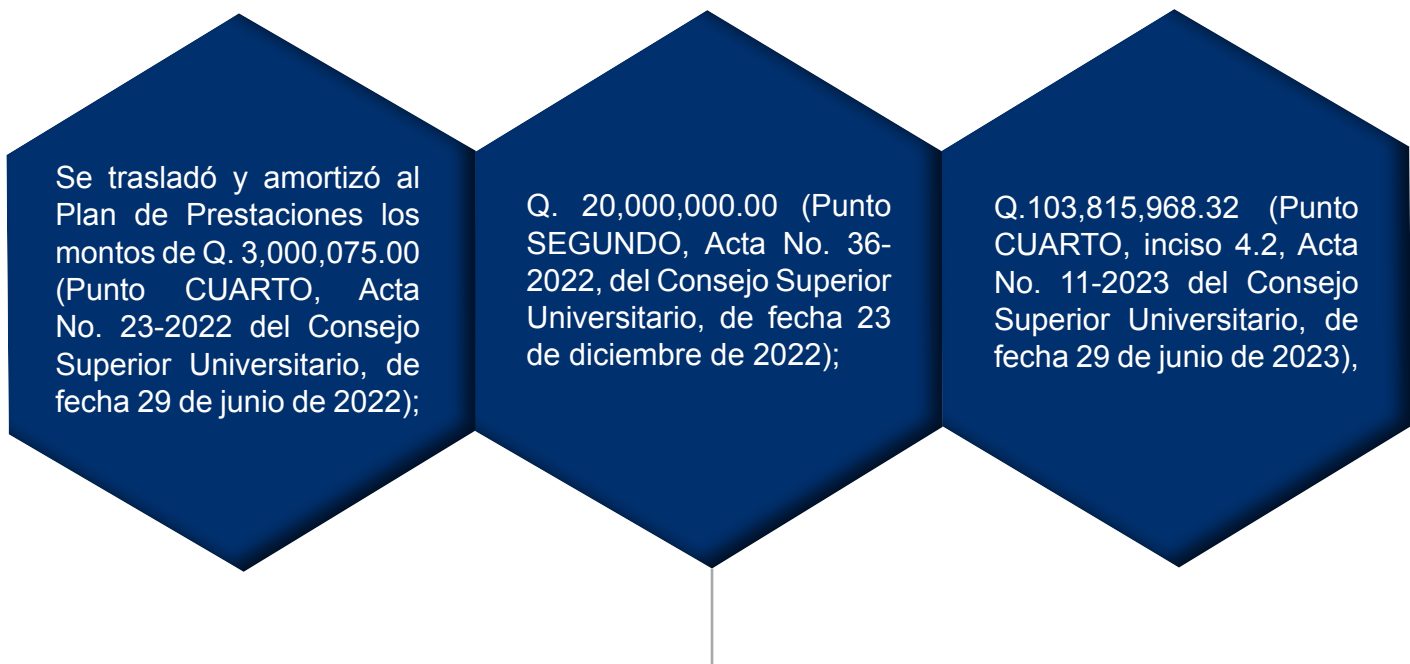 Se trasladó y amortizó al
Plan de Prestaciones los
montos de Q. 3,000,075.00
(Punto CUARTO, Acta
No. 23-2022 del Consejo
Superior Universitario, de
fecha 29 de junio de 2022);
Q. 20,000,000.00 (Punto
SEGUNDO, Acta No. 36-
2022, del Consejo Superior
Universitario, de fecha 23
de diciembre de 2022);
Q.103,815,968.32 (Punto
CUARTO, inciso 4.2, Acta
No. 11-2023 del Consejo
Superior Universitario, de
fecha 29 de junio de 2023),